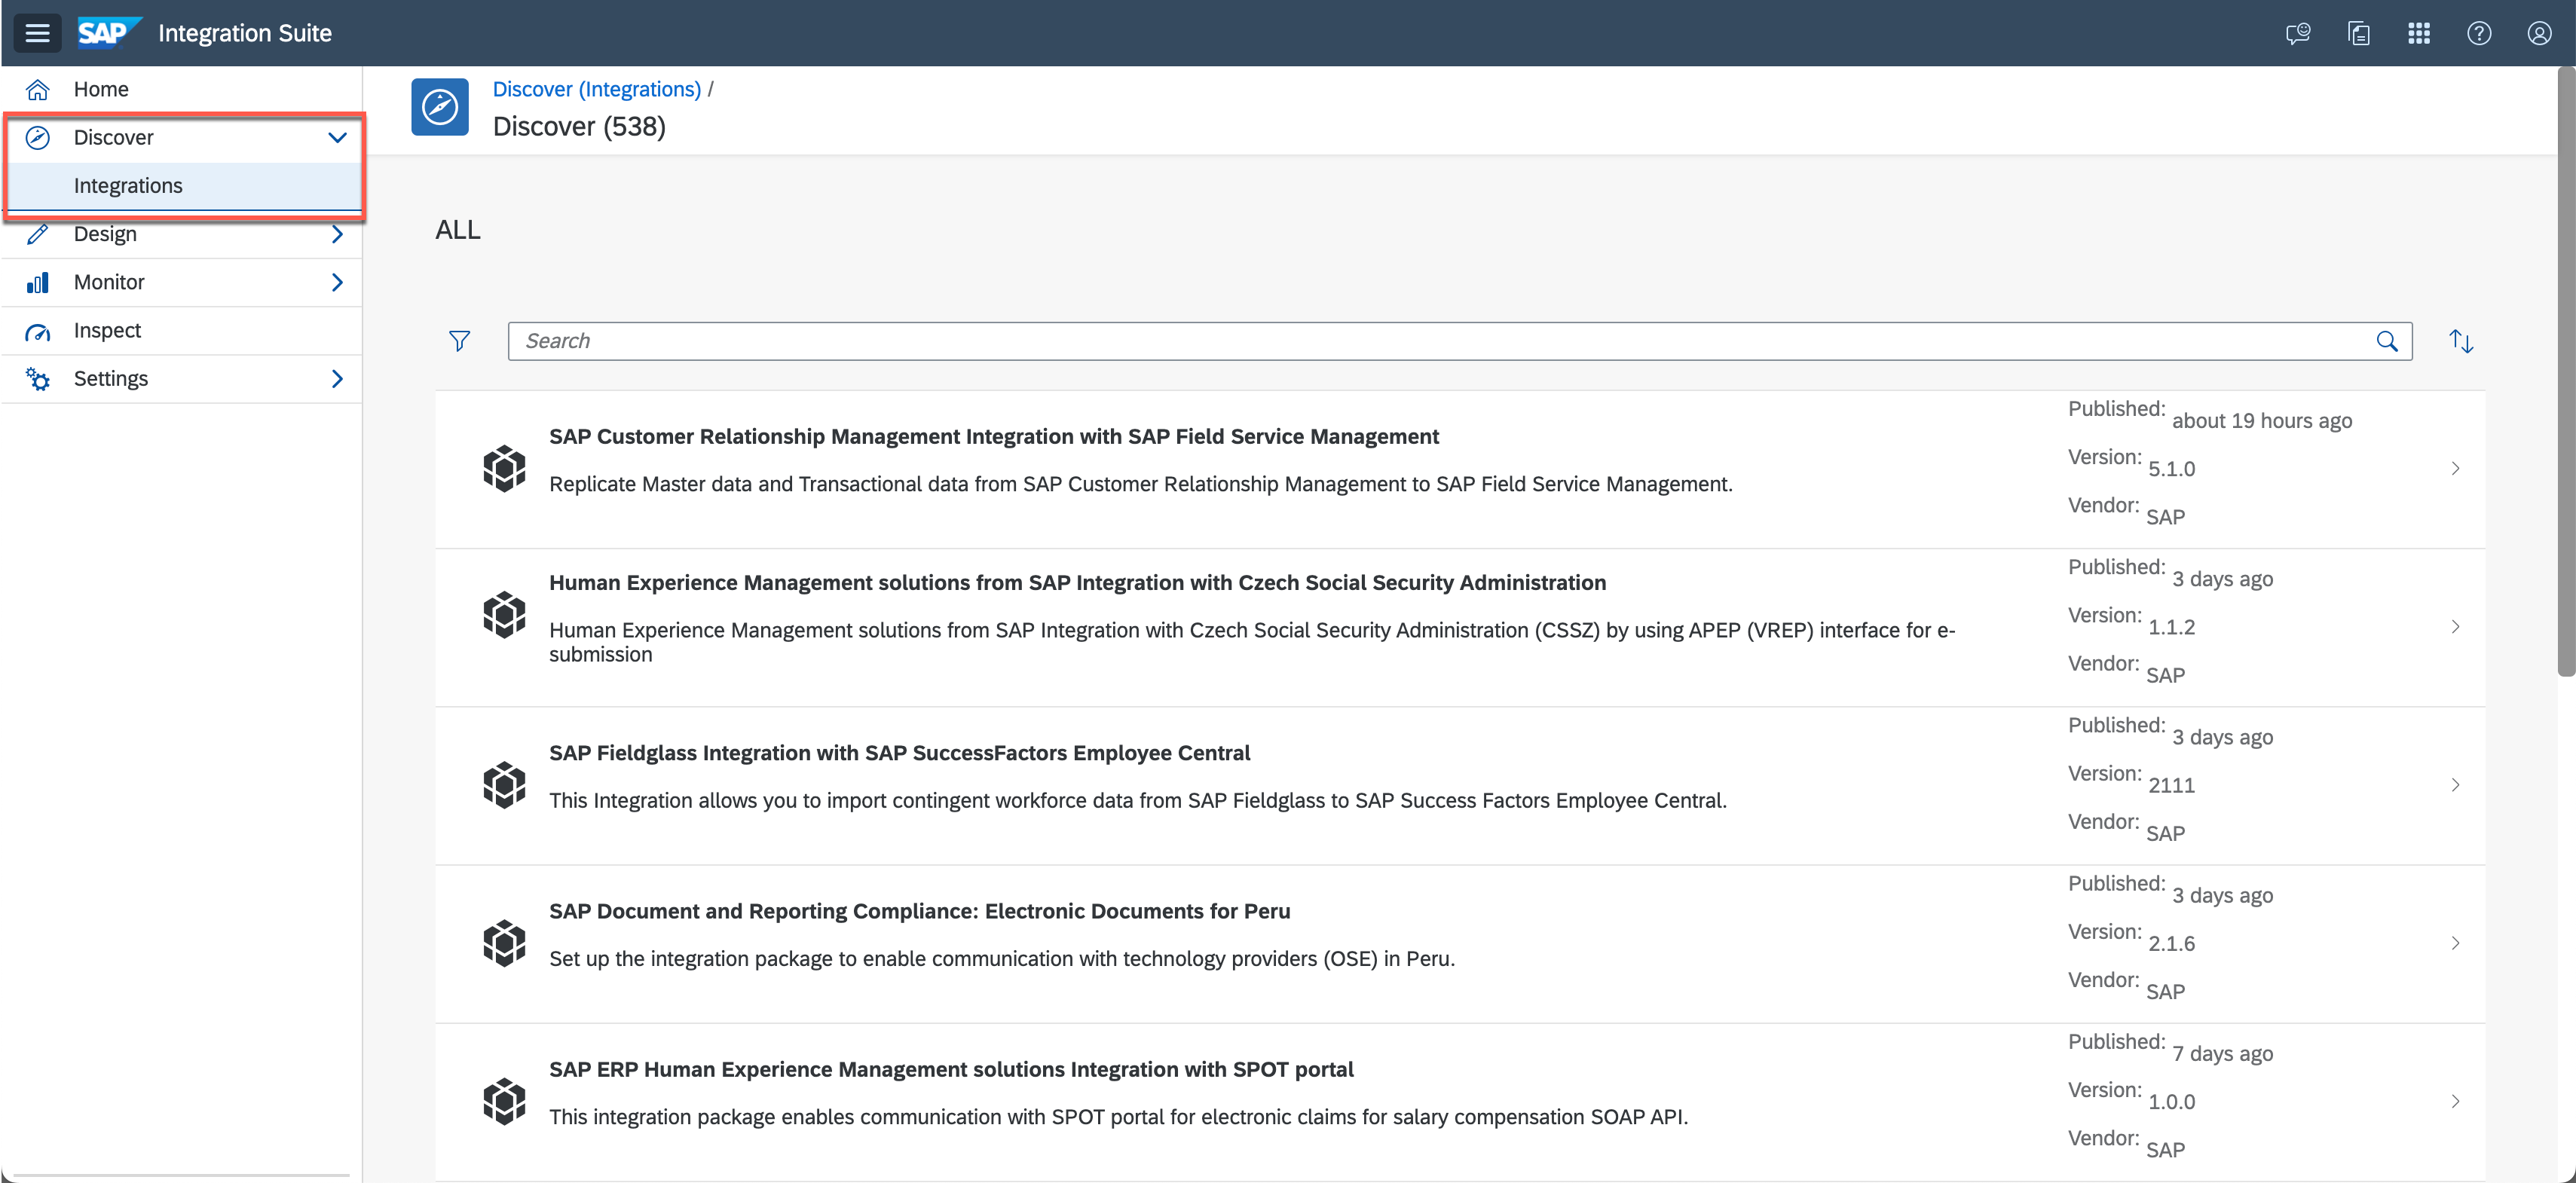 SAP Integration Suite
Home
Discover
Integrations
Design
Monitor
Inspect
Settings
Discover (Integrations) /
Discover (538)
ALL
Search
SAP Customer Relationship Management Integration with SAP Field Service Management
Replicate Master data and Transactional data from SAP Customer Relationship Management to SAP Field Service Management.
Published: about 19 hours ago
Version: 5.1.0
Vendor: SAP
Human Experience Management solutions from SAP Integration with Czech Social Security Administration
Human Experience Management solutions from SAP Integration with Czech Social Security Administration (CSSZ) by using APEP (VREP) interface for e-
submission
Published: 3 days ago
Version: 1.1.2
Vendor: SAP
SAP Fieldglass Integration with SAP SuccessFactors Employee Central
This Integration allows you to import contingent workforce data from SAP Fieldglass to SAP Success Factors Employee Central.
Published: 3 days ago
Version: 2111
Vendor: SAP
SAP Document and Reporting Compliance: Electronic Documents for Peru
Set up the integration package to enable communication with technology providers (OSE) in Peru.
Published: 3 days ago
Version: 2.1.6
Vendor: SAP
SAP ERP Human Experience Management solutions Integration with SPOT portal
This integration package enables communication with SPOT portal for electronic claims for salary compensation SOAP API.
Published: 7 days ago
Version: 1.0.0
Vendor: SAP